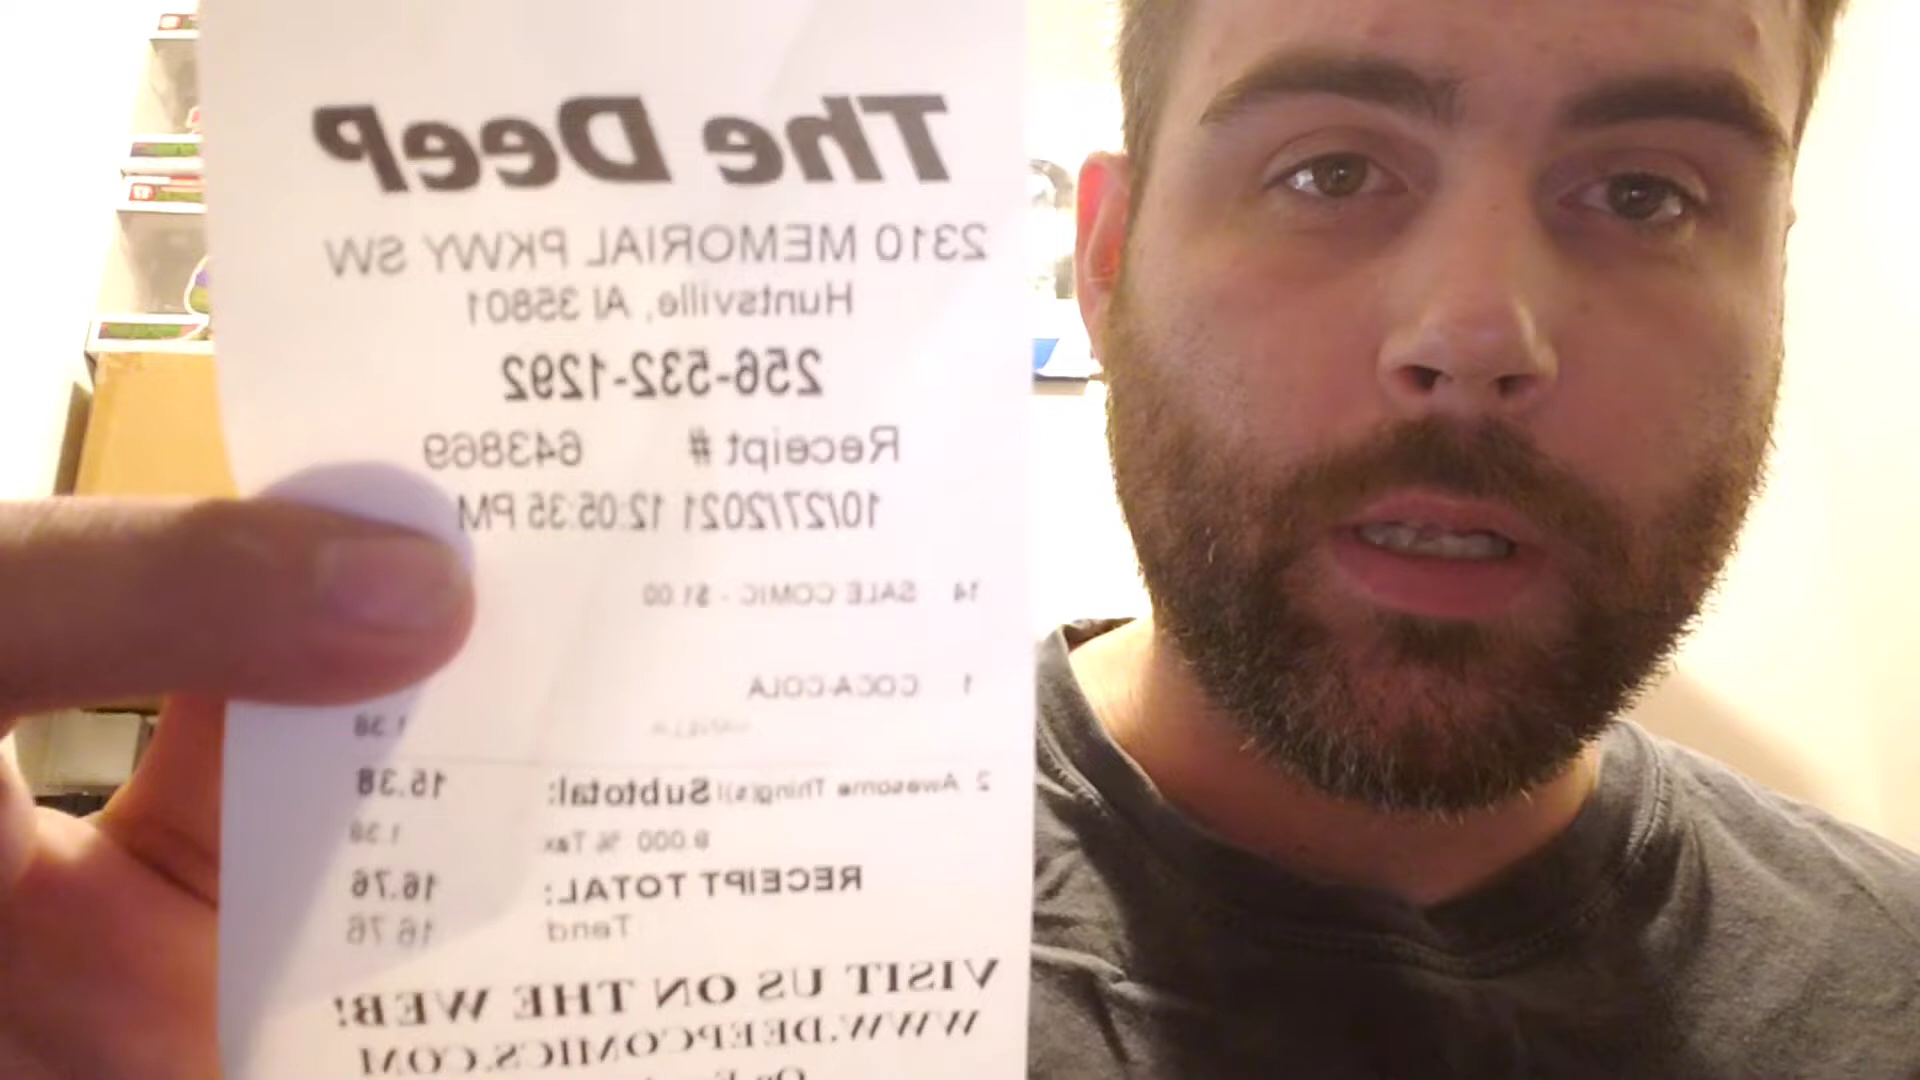 The Deep
2310 MEMORIAL PKWY SW
Huntsville, Al 35801
256-532-1292
Receipt # 643869
10/27/2021 12:05:35 PM
14 SALE COMIC - $1.00
1 COCA-COLA
VANILLA 1.38
2 Awesome Thing(s)! Subtotal: 15.38
9.000 % Tax 1.38
RECEIPT TOTAL: 16.76
Tend 16.76
VISIT US ON THE WEB!
WWW.DEEPCOMICS.COM